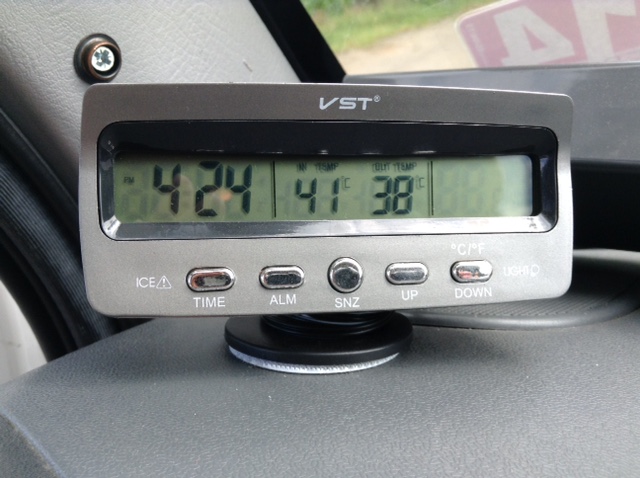 VST®
PM 4 24 IN TEMP 41 °C OUT TEMP 38 °C
°C/°F
ICE⚠ TIME ALM SNZ UP DOWN LIGHT